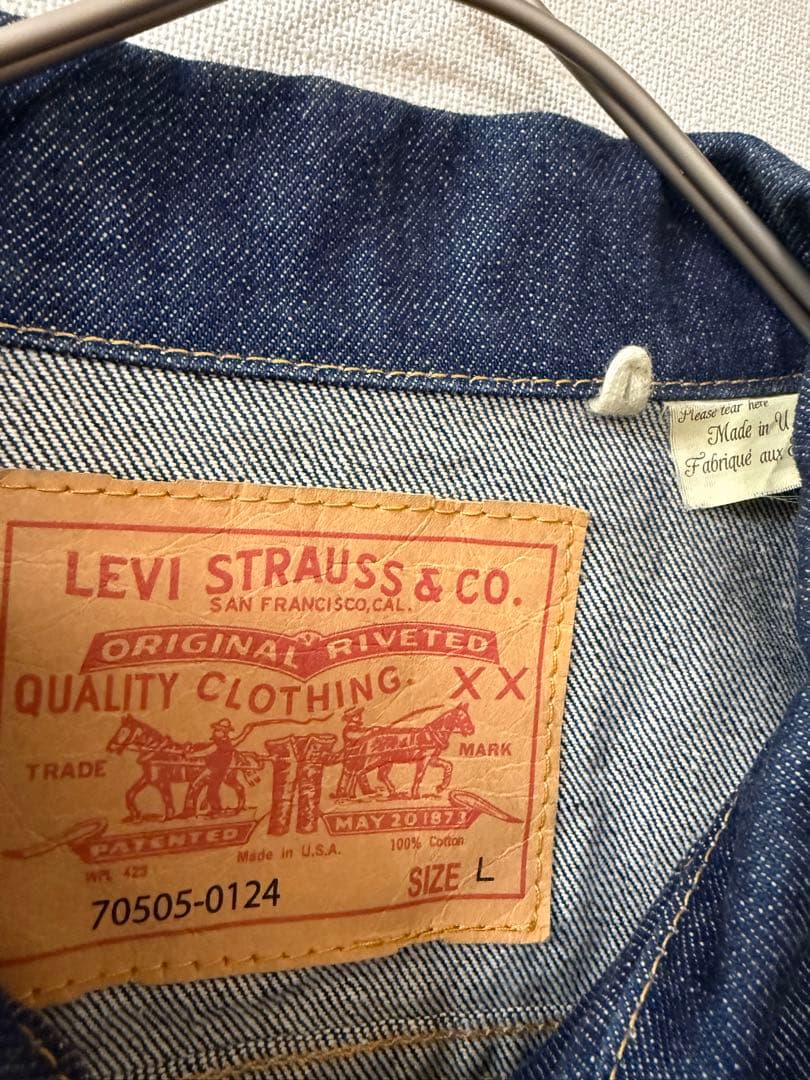 Please tear here
Made in U
Fabriqué aux
LEVI STRAUSS & CO.
SAN FRANCISCO, CAL.
ORIGINAL RIVETED
QUALITY CLOTHING. XX
TRADE MARK
PATENTED MAY 20 1873
Made in U.S.A. 100% Cotton
WPL 423
70505-0124 SIZE L